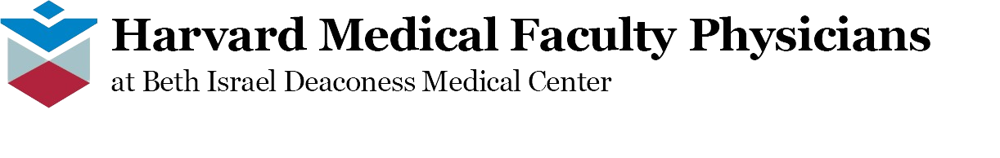 Harvard Medical Faculty Physicians
at Beth Israel Deaconess Medical Center